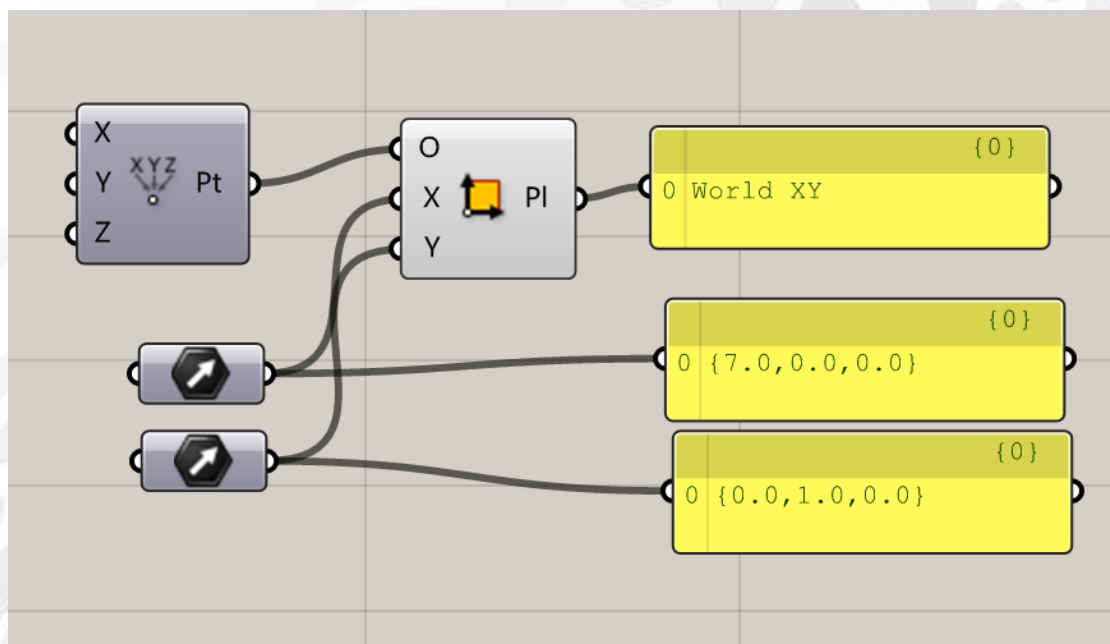 X
Y
Z
X Y Z
Pt
O
X
Y
Pl
{0}
0 World XY
{0}
0 {7.0,0.0,0.0}
{0}
0 {0.0,1.0,0.0}